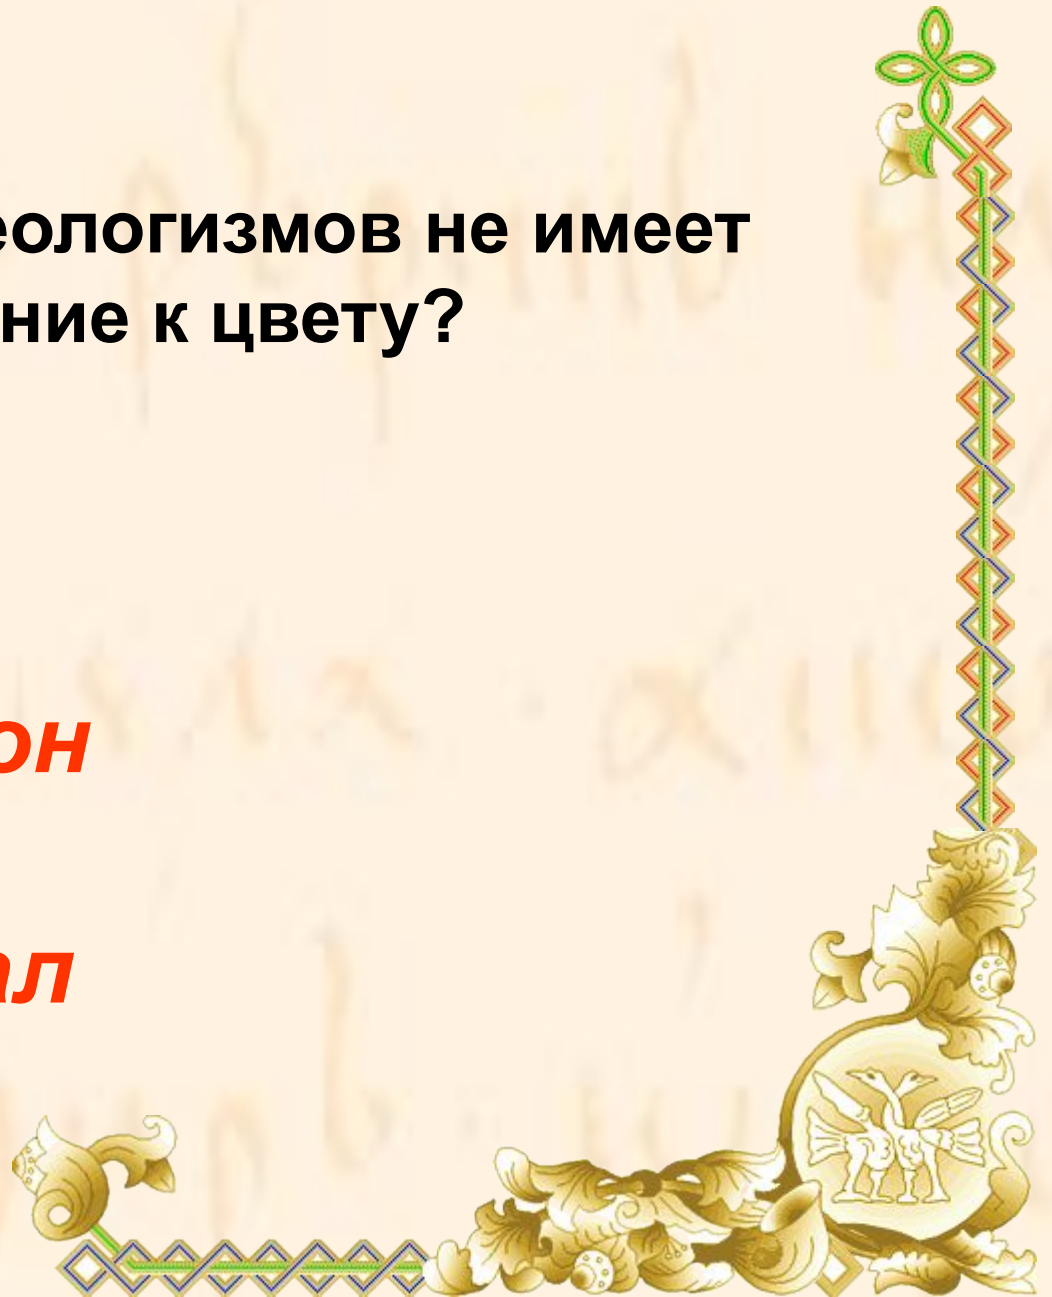 еологизмов не имеет
ние к цвету?
он
ал